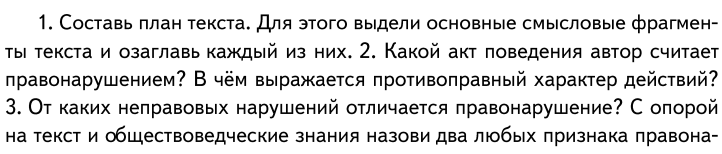 1. Составь план текста. Для этого выдели основные смысловые фрагмен-
ты текста и озаглавь каждый из них. 2. Какой акт поведения автор считает
правонарушением? В чём выражается противоправный характер действий?
3. От каких неправовых нарушений отличается правонарушение? С опорой
на текст и обществоведческие знания назови два любых признака правона-